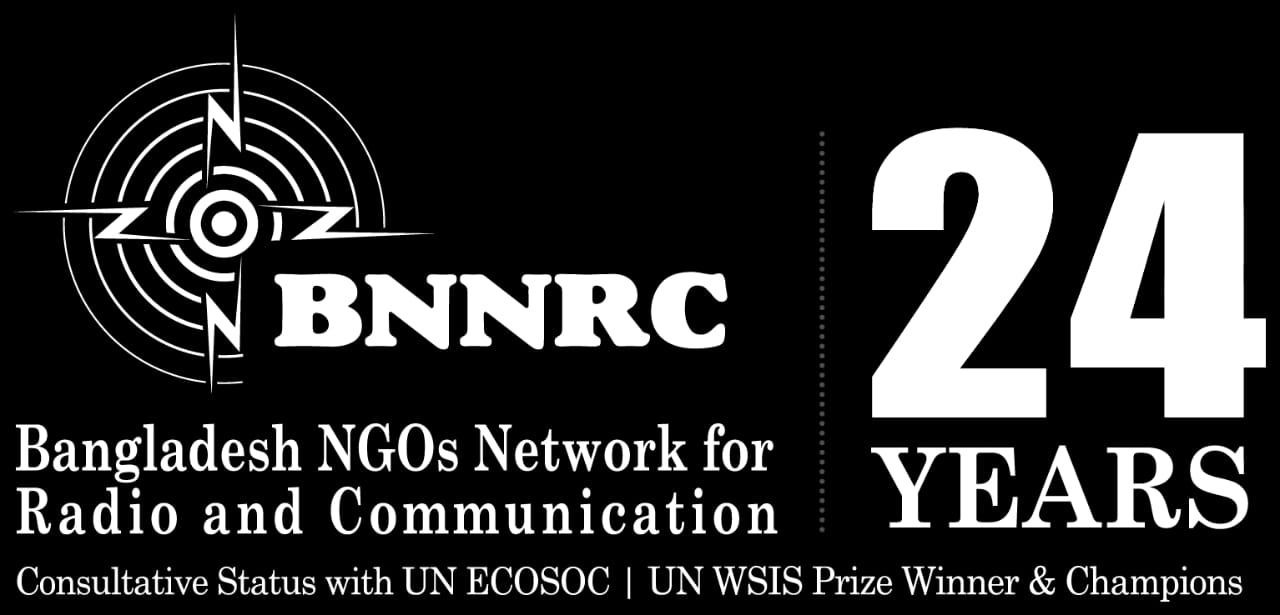 BNNRC
Bangladesh NGOs Network for
Radio and Communication
24
YEARS
Consultative Status with UN ECOSOC | UN WSIS Prize Winner & Champions